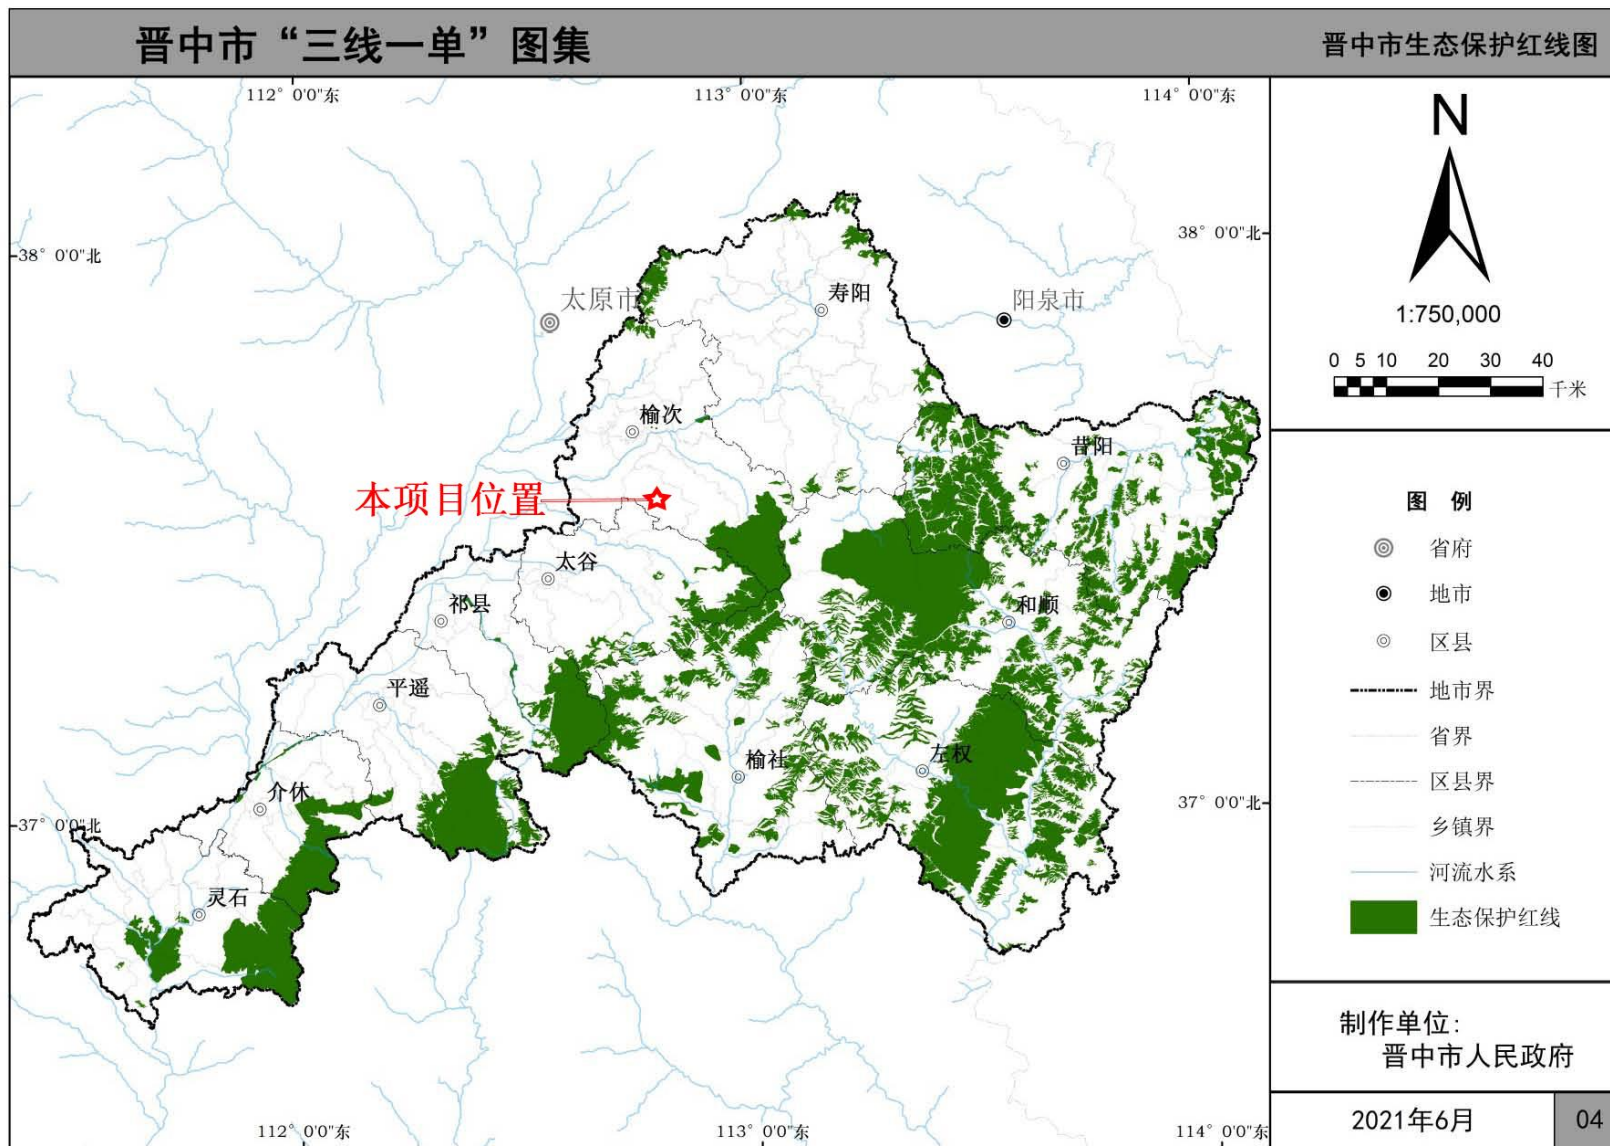 晋中市“三线一单”图集
晋中市生态保护红线图
112° 0'0"东
113° 0'0"东
114° 0'0"东
N
38° 0'0"北
38° 0'0"北
太原市
寿阳
阳泉市
1:750,000
0 5 10 20 30 40
千米
榆次
昔阳
本项目位置
图 例
太谷
省府
祁县
和顺
地市
区县
平遥
地市界
榆社
左权
省界
介休
区县界
37° 0'0"北
37° 0'0"北
乡镇界
河流水系
灵石
生态保护红线
制作单位:
晋中市人民政府
112° 0'0"东
113° 0'0"东
114° 0'0"东
2021年6月
04